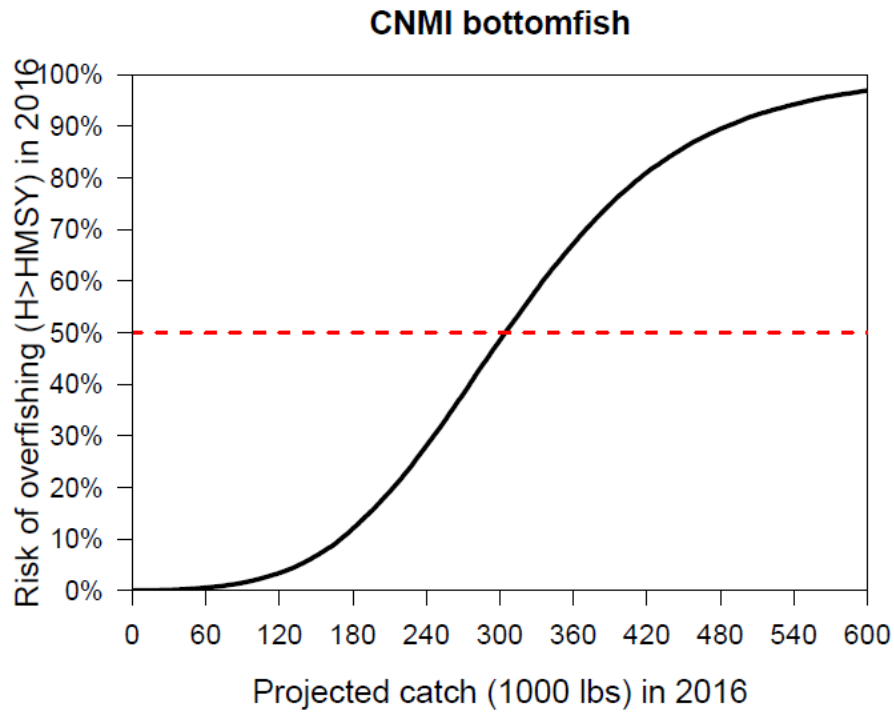 CNMI bottomfish
Risk of overfishing (H>HMSY) in 2016
100%
90%
80%
70%
60%
50%
40%
30%
20%
10%
0%
0 60 120 180 240 300 360 420 480 540 600
Projected catch (1000 lbs) in 2016